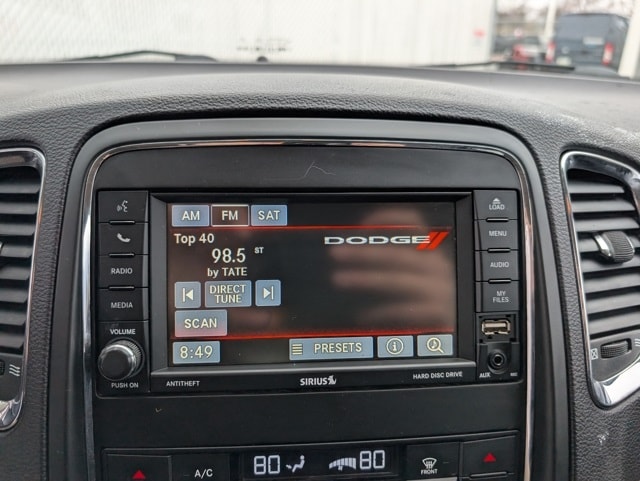 AM FM SAT
LOAD
Top 40
98.5 ST
by TATE
DODGE
MENU
RADIO
AUDIO
DIRECT
TUNE
MEDIA
MY
FILES
SCAN
VOLUME
8:49
PRESETS
PUSH ON
ANTITHEFT
SIRIUS
HARD DISC DRIVE
AUX
80
80
A/C
FRONT